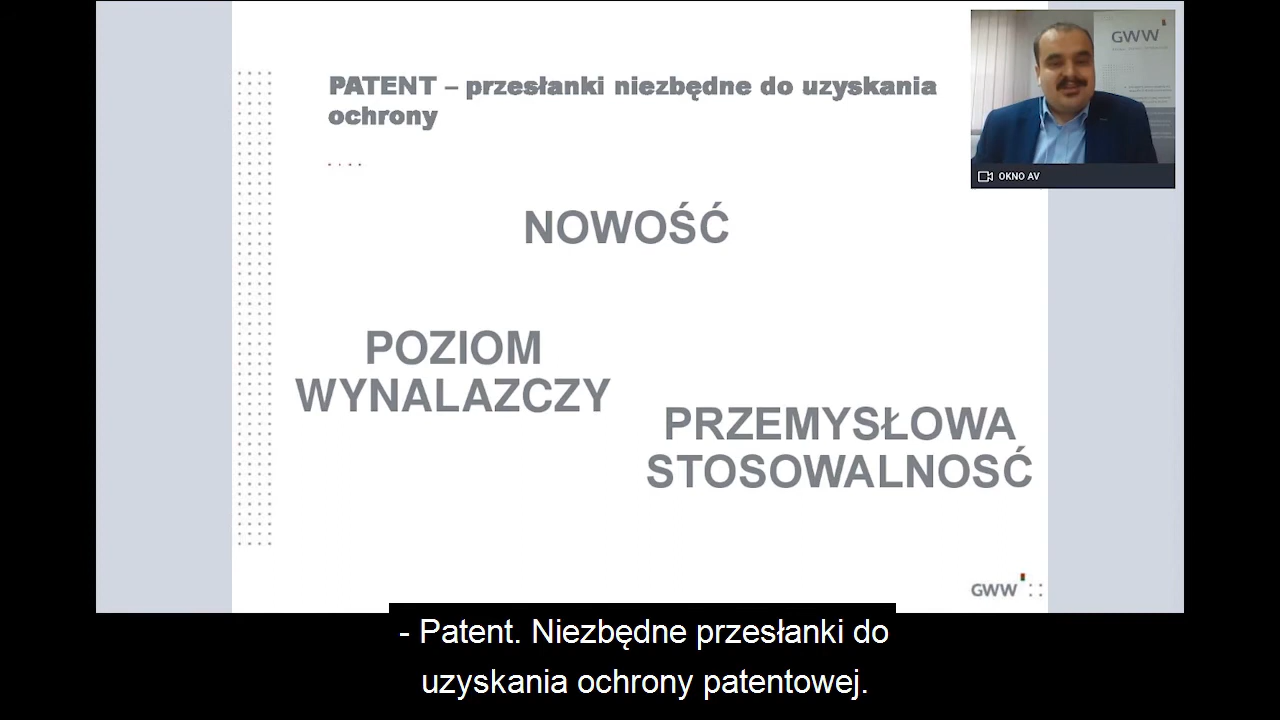 PATENT – przesłanki niezbędne do uzyskania
ochrony
GWW
OKNO AV
NOWOŚĆ
POZIOM
WYNALAZCZY
PRZEMYSŁOWA
STOSOWALNOSĆ
GWW
- Patent. Niezbędne przesłanki do
uzyskania ochrony patentowej.